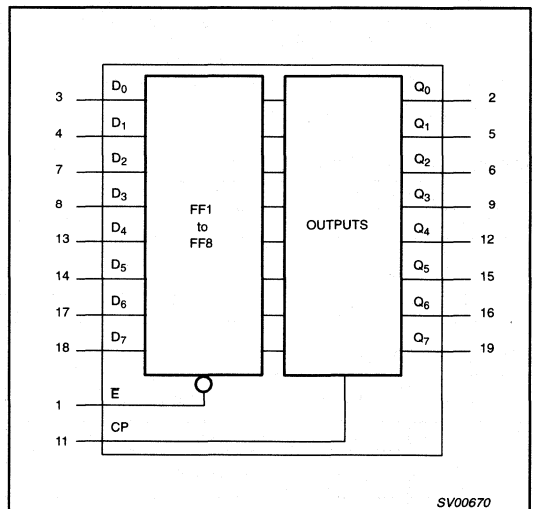 3 D₀ Q₀ 2
4 D₁ Q₁ 5
7 D₂ Q₂ 6
8 D₃ Q₃ 9
FF1
to
FF8
OUTPUTS
13 D₄ Q₄ 12
14 D₅ Q₅ 15
17 D₆ Q₆ 16
18 D₇ Q₇ 19
1 E̅
11 CP
SV00670